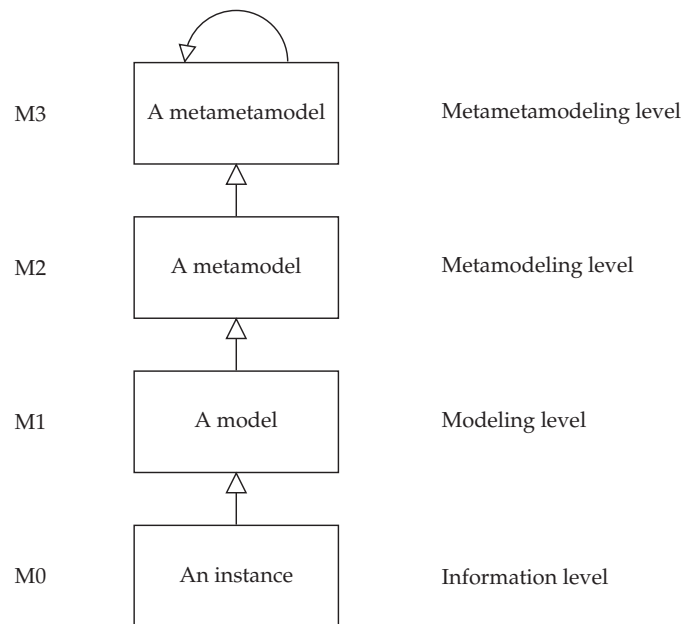 M3 A metametamodel Metametamodeling level
M2 A metamodel Metamodeling level
M1 A model Modeling level
M0 An instance Information level